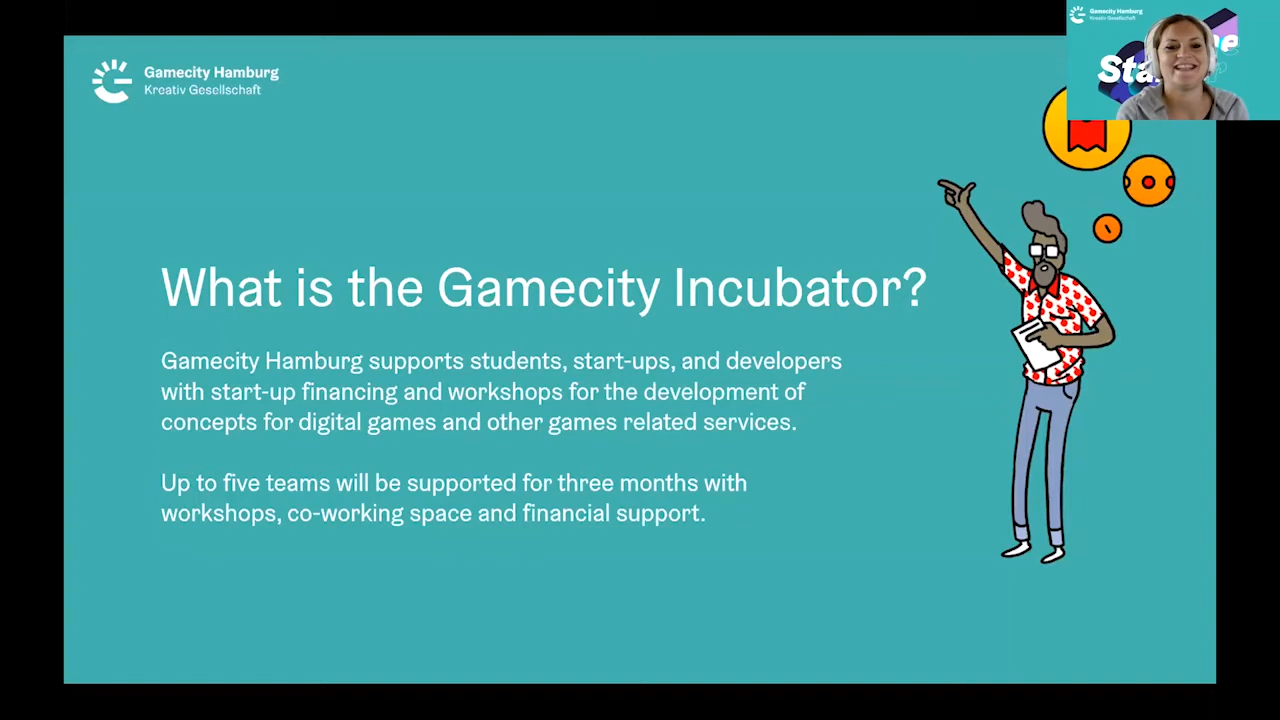 Gamecity Hamburg
Kreativ Gesellschaft
Gamecity Hamburg
Kreativ Gesellschaft
What is the Gamecity Incubator?
Gamecity Hamburg supports students, start-ups, and developers
with start-up financing and workshops for the development of
concepts for digital games and other games related services.
Up to five teams will be supported for three months with
workshops, co-working space and financial support.